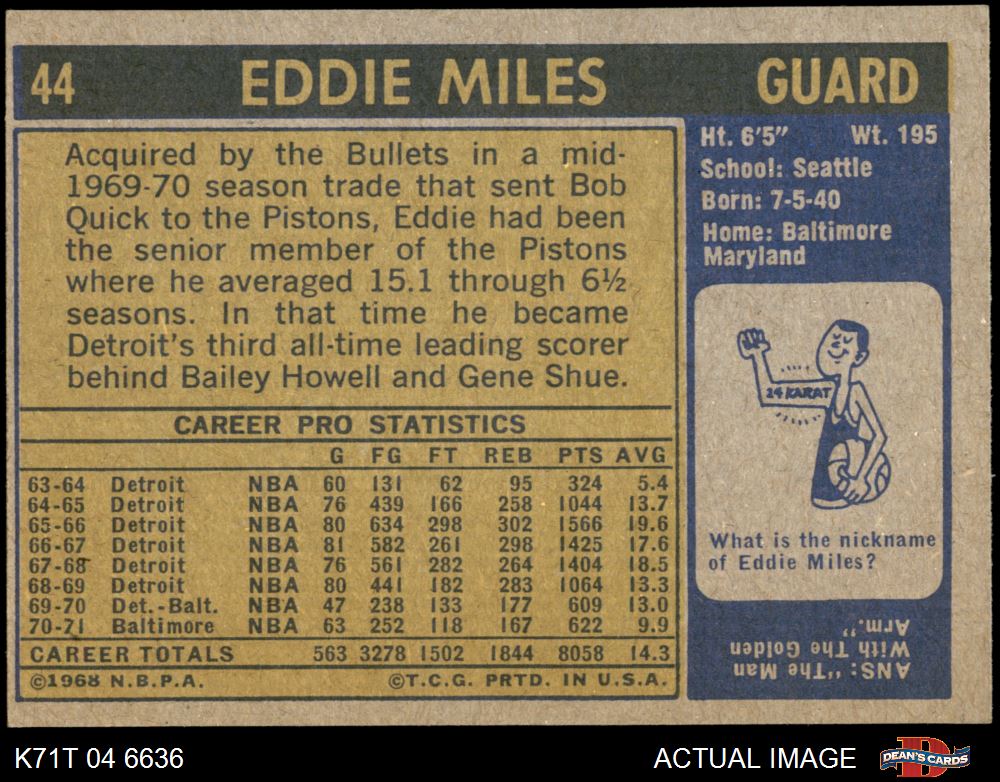 44 EDDIE MILES GUARD
Acquired by the Bullets in a mid-
1969-70 season trade that sent Bob
Quick to the Pistons, Eddie had been
the senior member of the Pistons
where he averaged 15.1 through 6½
seasons. In that time he became
Detroit's third all-time leading scorer
behind Bailey Howell and Gene Shue.
CAREER PRO STATISTICS
G FG FT REB PTS AVG
63-64 Detroit NBA 60 131 62 95 324 5.4
64-65 Detroit NBA 76 439 166 258 1044 13.7
65-66 Detroit NBA 80 634 298 302 1566 19.6
66-67 Detroit NBA 81 582 261 298 1425 17.6
67-68 Detroit NBA 76 561 282 264 1404 18.5
68-69 Detroit NBA 80 441 182 283 1064 13.3
69-70 Det.-Balt. NBA 47 238 133 177 609 13.0
70-71 Baltimore NBA 63 252 118 167 622 9.9
CAREER TOTALS 563 3278 1502 1844 8058 14.3
©1968 N.B.P.A. ©T.C.G. PRTD. IN U.S.A.
Ht. 6'5" Wt. 195
School: Seattle
Born: 7-5-40
Home: Baltimore
Maryland
24 KARAT
What is the nickname
of Eddie Miles?
ANS: "The Man
With The Golden
Arm."
K71T 04 6636 ACTUAL IMAGE DEAN'S CARDS